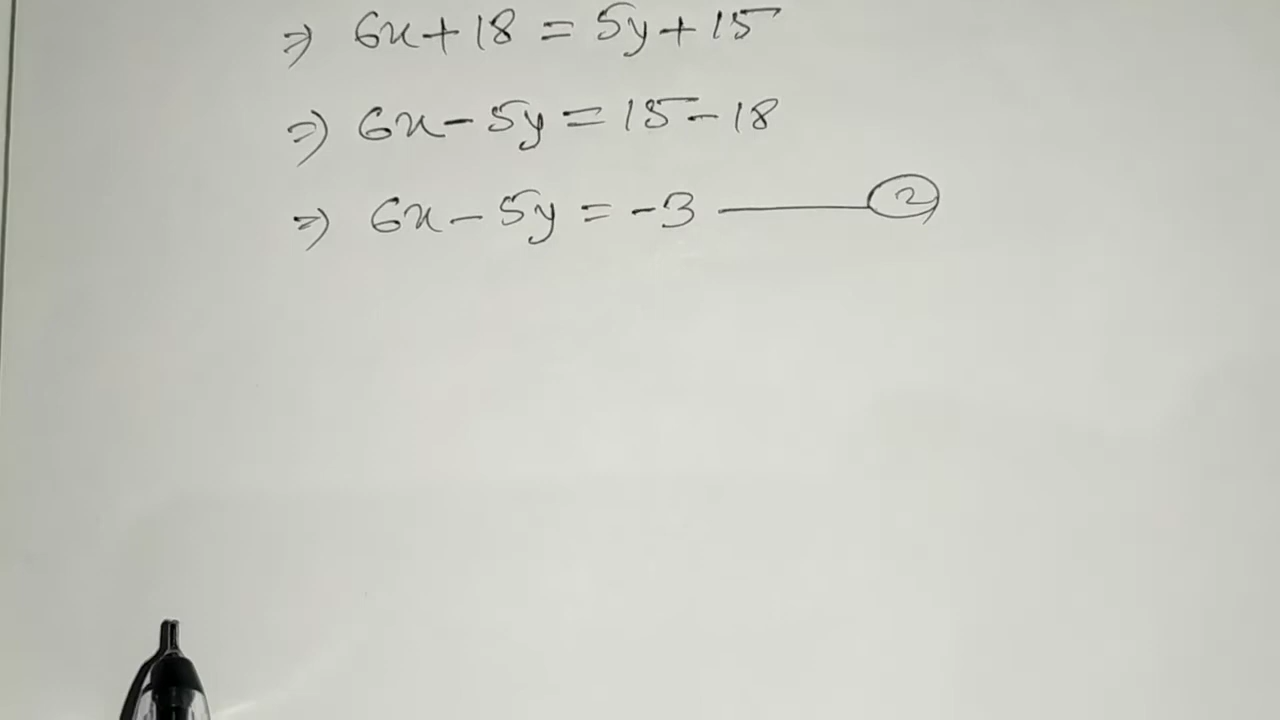 ⇒ 6x + 18 = 5y + 15
⇒ 6x - 5y = 15 - 18
⇒ 6x - 5y = -3 ——— ②